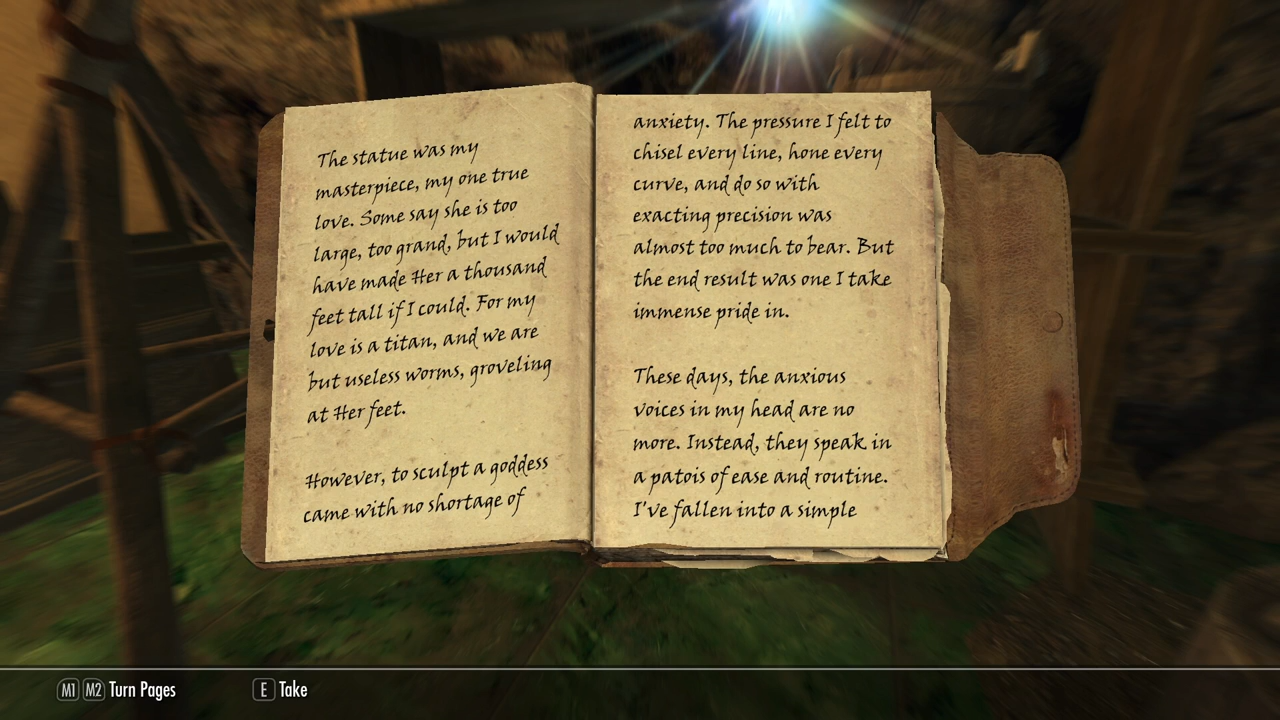 The statue was my
masterpiece, my one true
love. Some say she is too
large, too grand, but I would
have made Her a thousand
feet tall if I could. For my
love is a titan, and we are
but useless worms, groveling
at Her feet.
However, to sculpt a goddess
came with no shortage of
anxiety. The pressure I felt to
chisel every line, hone every
curve, and do so with
exacting precision was
almost too much to bear. But
the end result was one I take
immense pride in.
These days, the anxious
voices in my head are no
more. Instead, they speak in
a patois of ease and routine.
I've fallen into a simple
M1 M2 Turn Pages
E Take